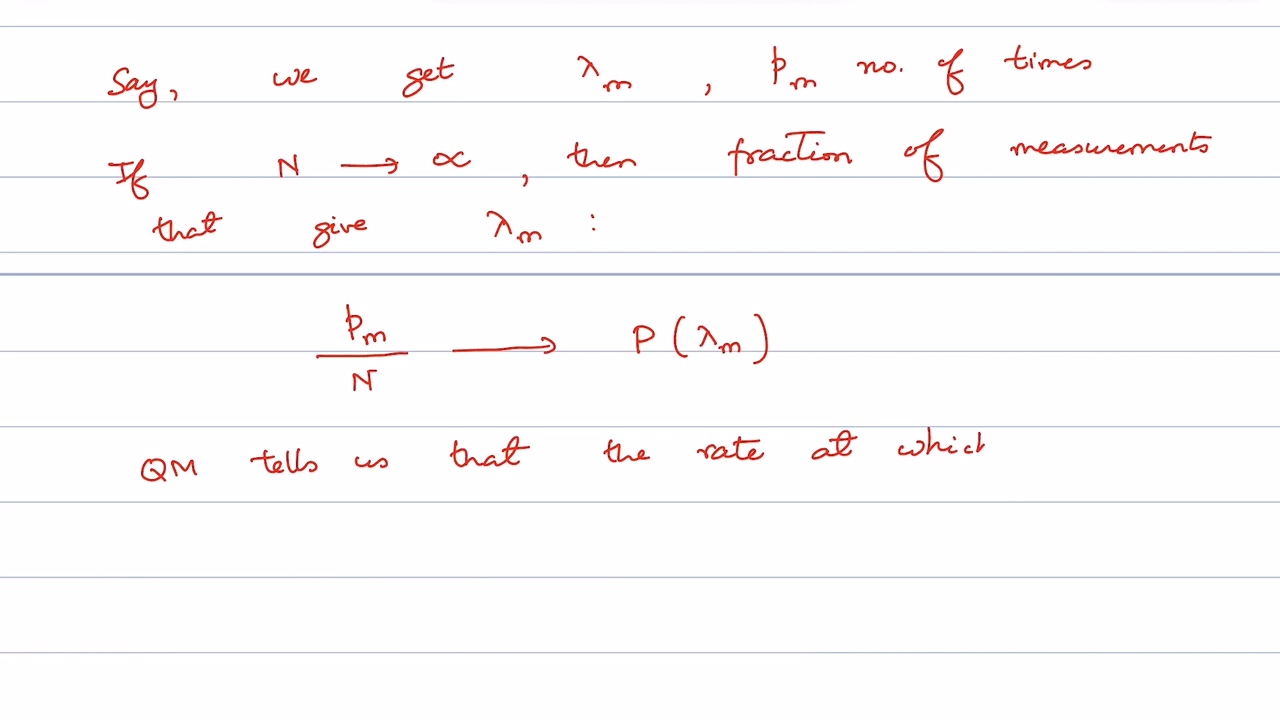 Say, we get λₘ, pₘ no. of times
If N → ∝, then fraction of measurements
that give λₘ :
pₘ
N
→ P(λₘ)
QM tells us that the rate at which